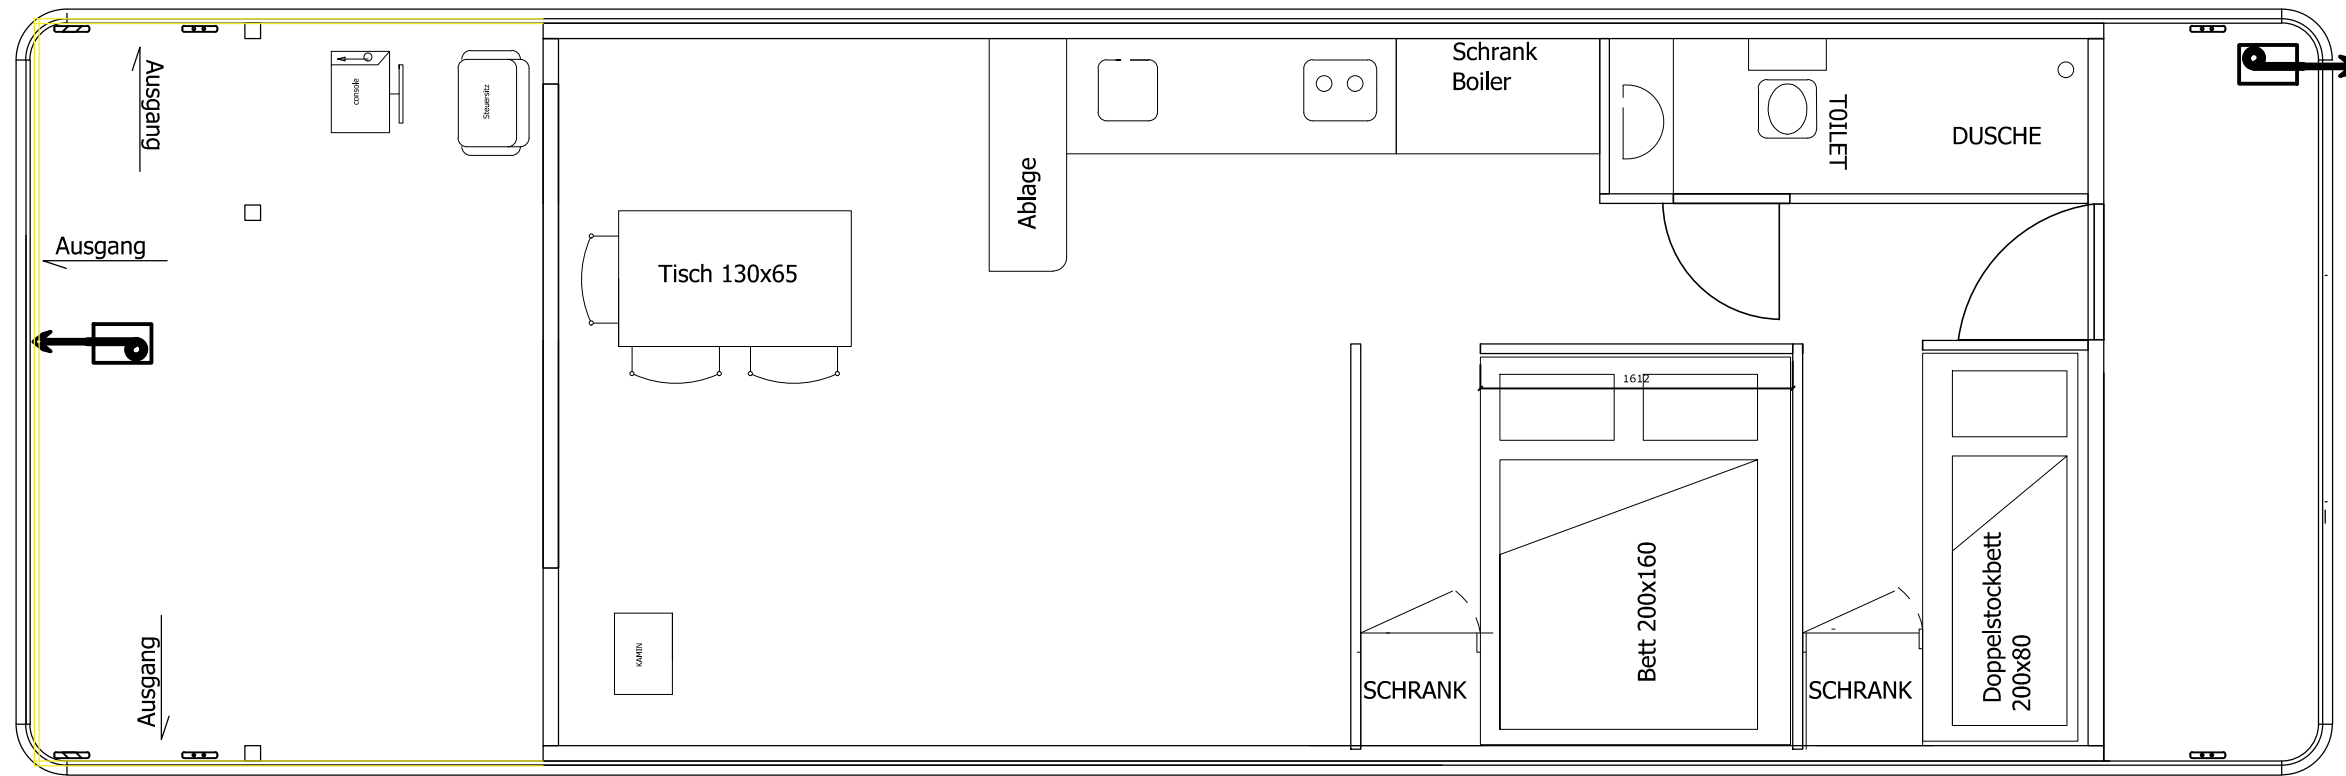 Ausgang
console
Steuersitz
Ausgang
Tisch 130x65
Ablage
Schrank
Boiler
TOILET
DUSCHE
1612
Ausgang
KAMIN
SCHRANK
Bett 200x160
SCHRANK
Doppelstockbett
200x80